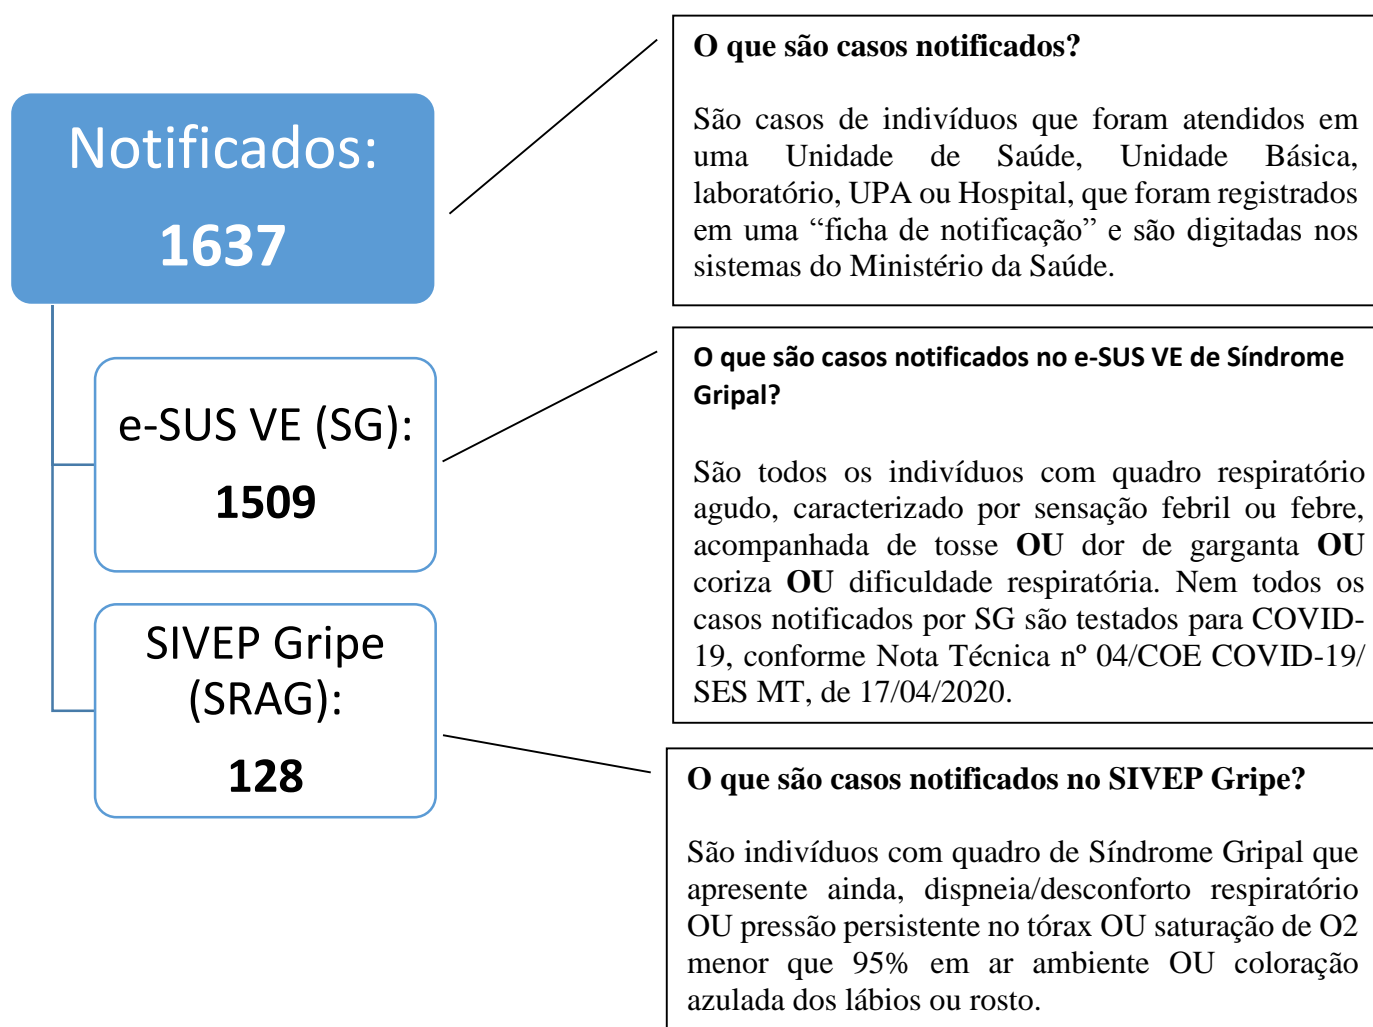 Notificados:
1637
e-SUS VE (SG):
1509
SIVEP Gripe
(SRAG):
128
O que são casos notificados?
São casos de indivíduos que foram atendidos em
uma Unidade de Saúde, Unidade Básica,
laboratório, UPA ou Hospital, que foram registrados
em uma “ficha de notificação” e são digitadas nos
sistemas do Ministério da Saúde.
O que são casos notificados no e-SUS VE de Síndrome
Gripal?
São todos os indivíduos com quadro respiratório
agudo, caracterizado por sensação febril ou febre,
acompanhada de tosse OU dor de garganta OU
coriza OU dificuldade respiratória. Nem todos os
casos notificados por SG são testados para COVID-
19, conforme Nota Técnica nº 04/COE COVID-19/
SES MT, de 17/04/2020.
O que são casos notificados no SIVEP Gripe?
São indivíduos com quadro de Síndrome Gripal que
apresente ainda, dispneia/desconforto respiratório
OU pressão persistente no tórax OU saturação de O2
menor que 95% em ar ambiente OU coloração
azulada dos lábios ou rosto.